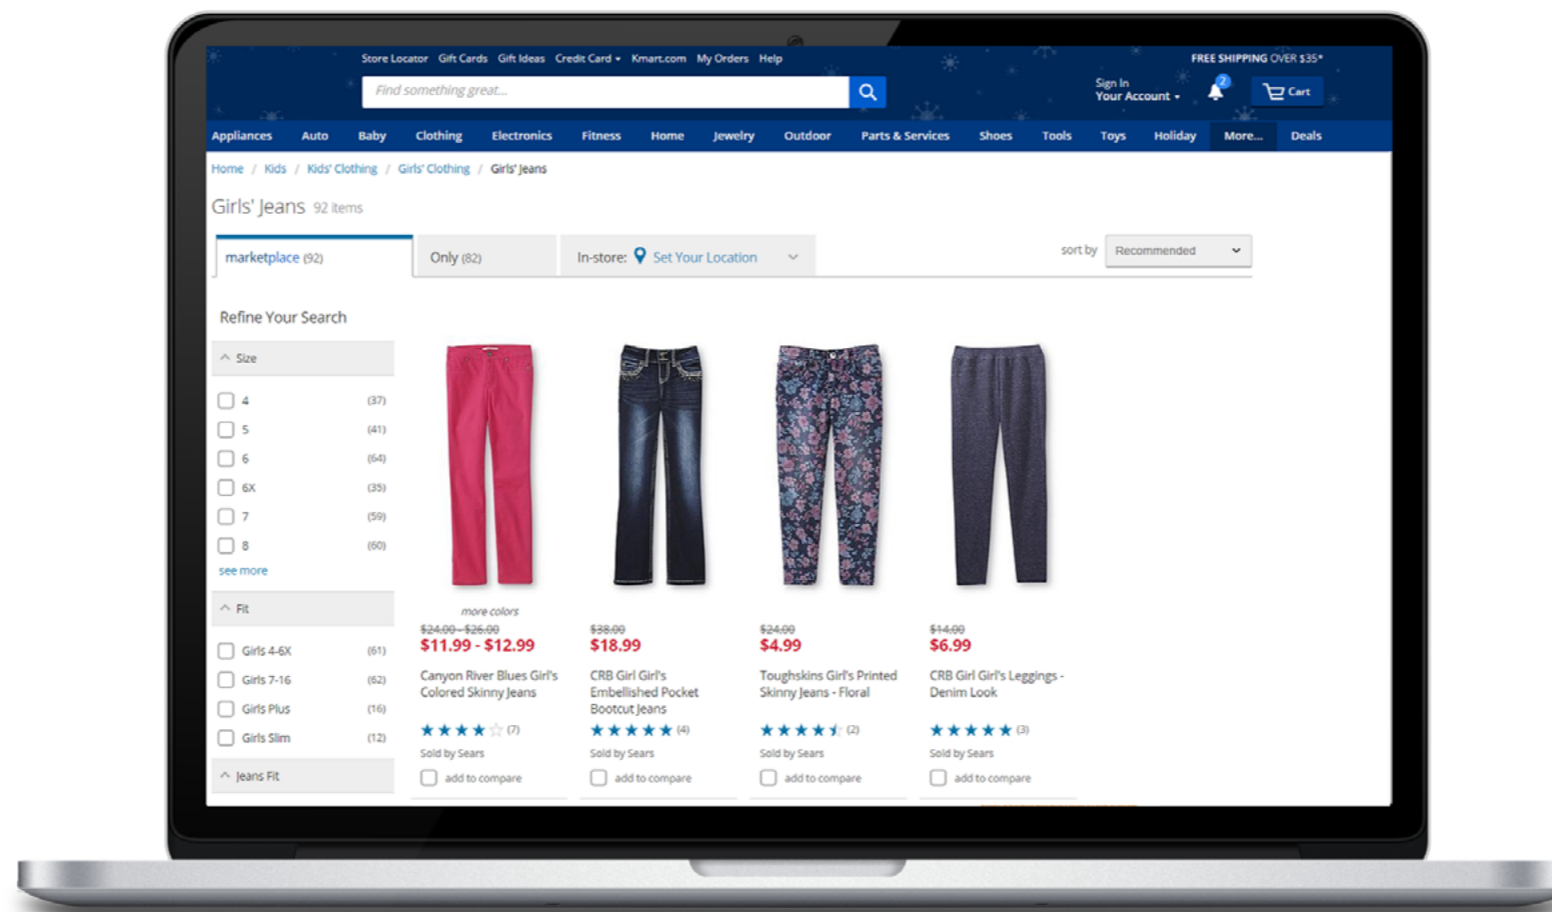 Store Locator Gift Cards Gift Ideas Credit Card Kmart.com My Orders Help
FREE SHIPPING OVER $35*
Find something great...
Sign In
Your Account
2
Cart
Appliances Auto Baby Clothing Electronics Fitness Home Jewelry Outdoor Parts & Services Shoes Tools Toys Holiday More... Deals
Home / Kids / Kids' Clothing / Girls' Clothing / Girls' Jeans
Girls' Jeans 92 items
marketplace (92)
Only (82)
In-store: Set Your Location
sort by Recommended
Refine Your Search
Size
4 (37)
5 (41)
6 (64)
6X (35)
7 (59)
8 (60)
see more
Fit
Girls 4-6X (61)
Girls 7-16 (62)
Girls Plus (16)
Girls Slim (12)
Jeans Fit
more colors
$24.00 - $26.00
$11.99 - $12.99
Canyon River Blues Girl's
Colored Skinny Jeans
(7)
Sold by Sears
add to compare
$38.00
$18.99
CRB Girl Girl's
Embellished Pocket
Bootcut Jeans
(4)
Sold by Sears
add to compare
$24.00
$4.99
Toughskins Girl's Printed
Skinny Jeans - Floral
(2)
Sold by Sears
add to compare
$14.00
$6.99
CRB Girl Girl's Leggings -
Denim Look
(3)
Sold by Sears
add to compare